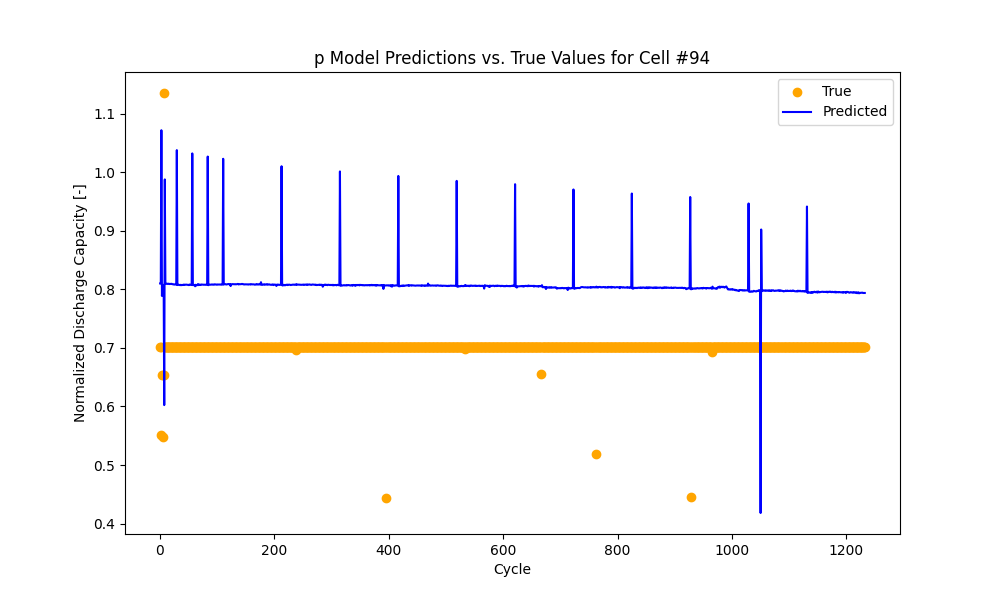 p Model Predictions vs. True Values for Cell #94
True
Predicted
Normalized Discharge Capacity [-]
1.1
1.0
0.9
0.8
0.7
0.6
0.5
0.4
0 200 400 600 800 1000 1200
Cycle